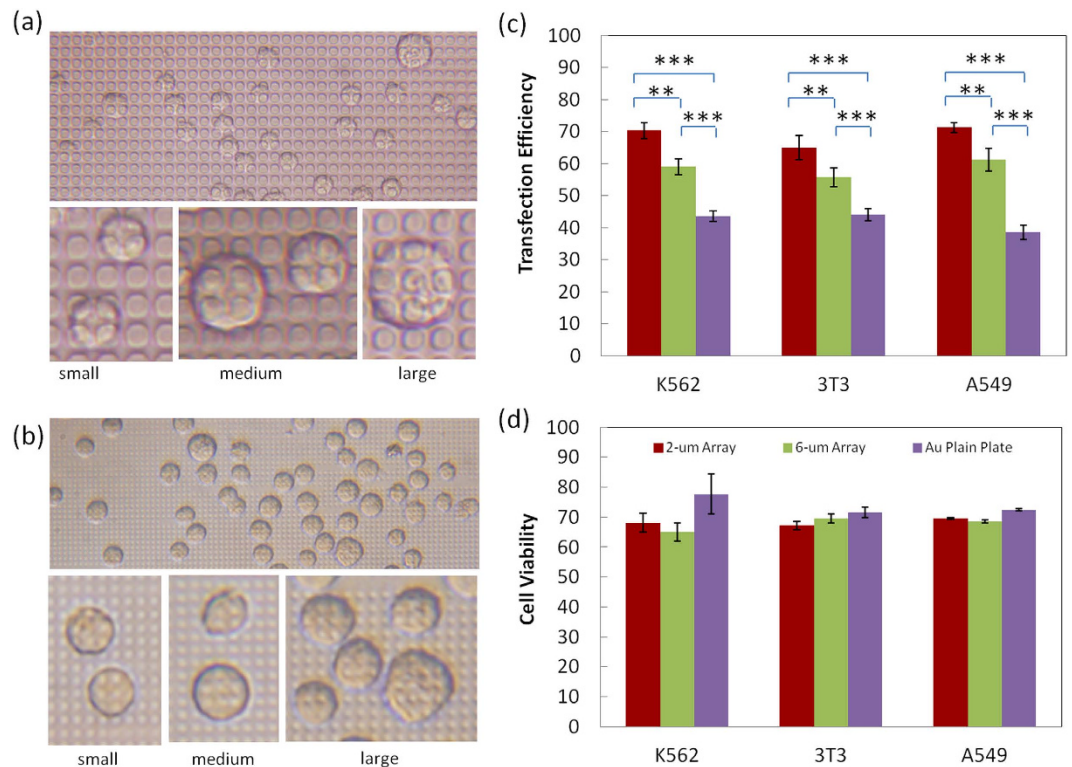 (a)
small medium large
(b)
small medium large
(c)
Transfection Efficiency
100
90
80
70
60
50
40
30
20
10
0
*** *** ***
** ** **
*** *** ***
K562 3T3 A549
(d)
Cell Viability
100
90
80
70
60
50
40
30
20
10
0
2-um Array 6-um Array Au Plain Plate
K562 3T3 A549